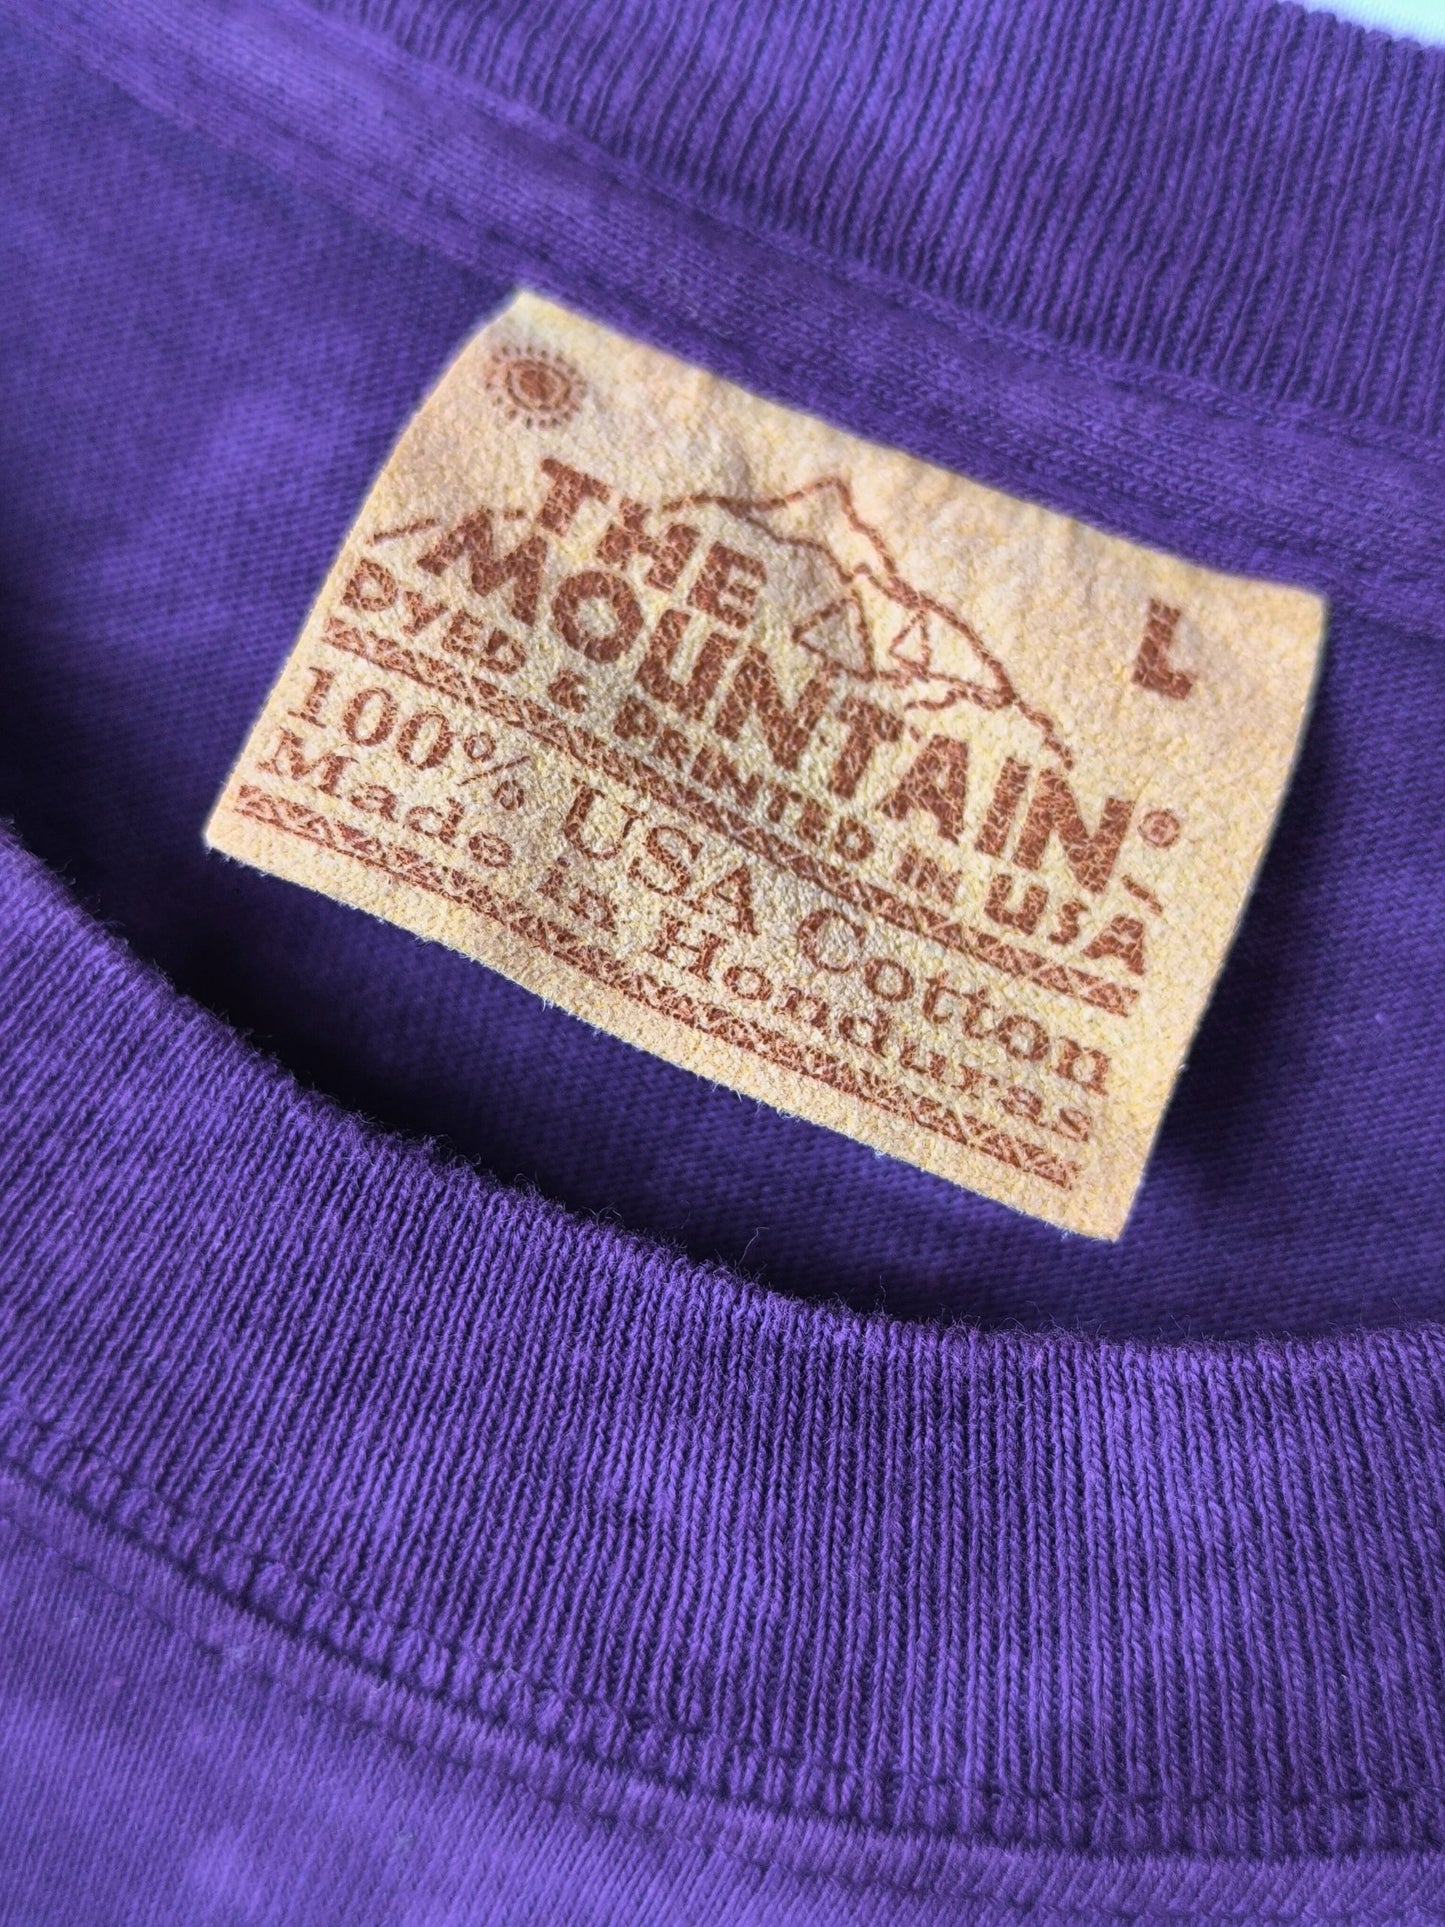 L
THE
MOUNTAIN®
DYED & PRINTED IN USA
100% USA Cotton
Made in Honduras